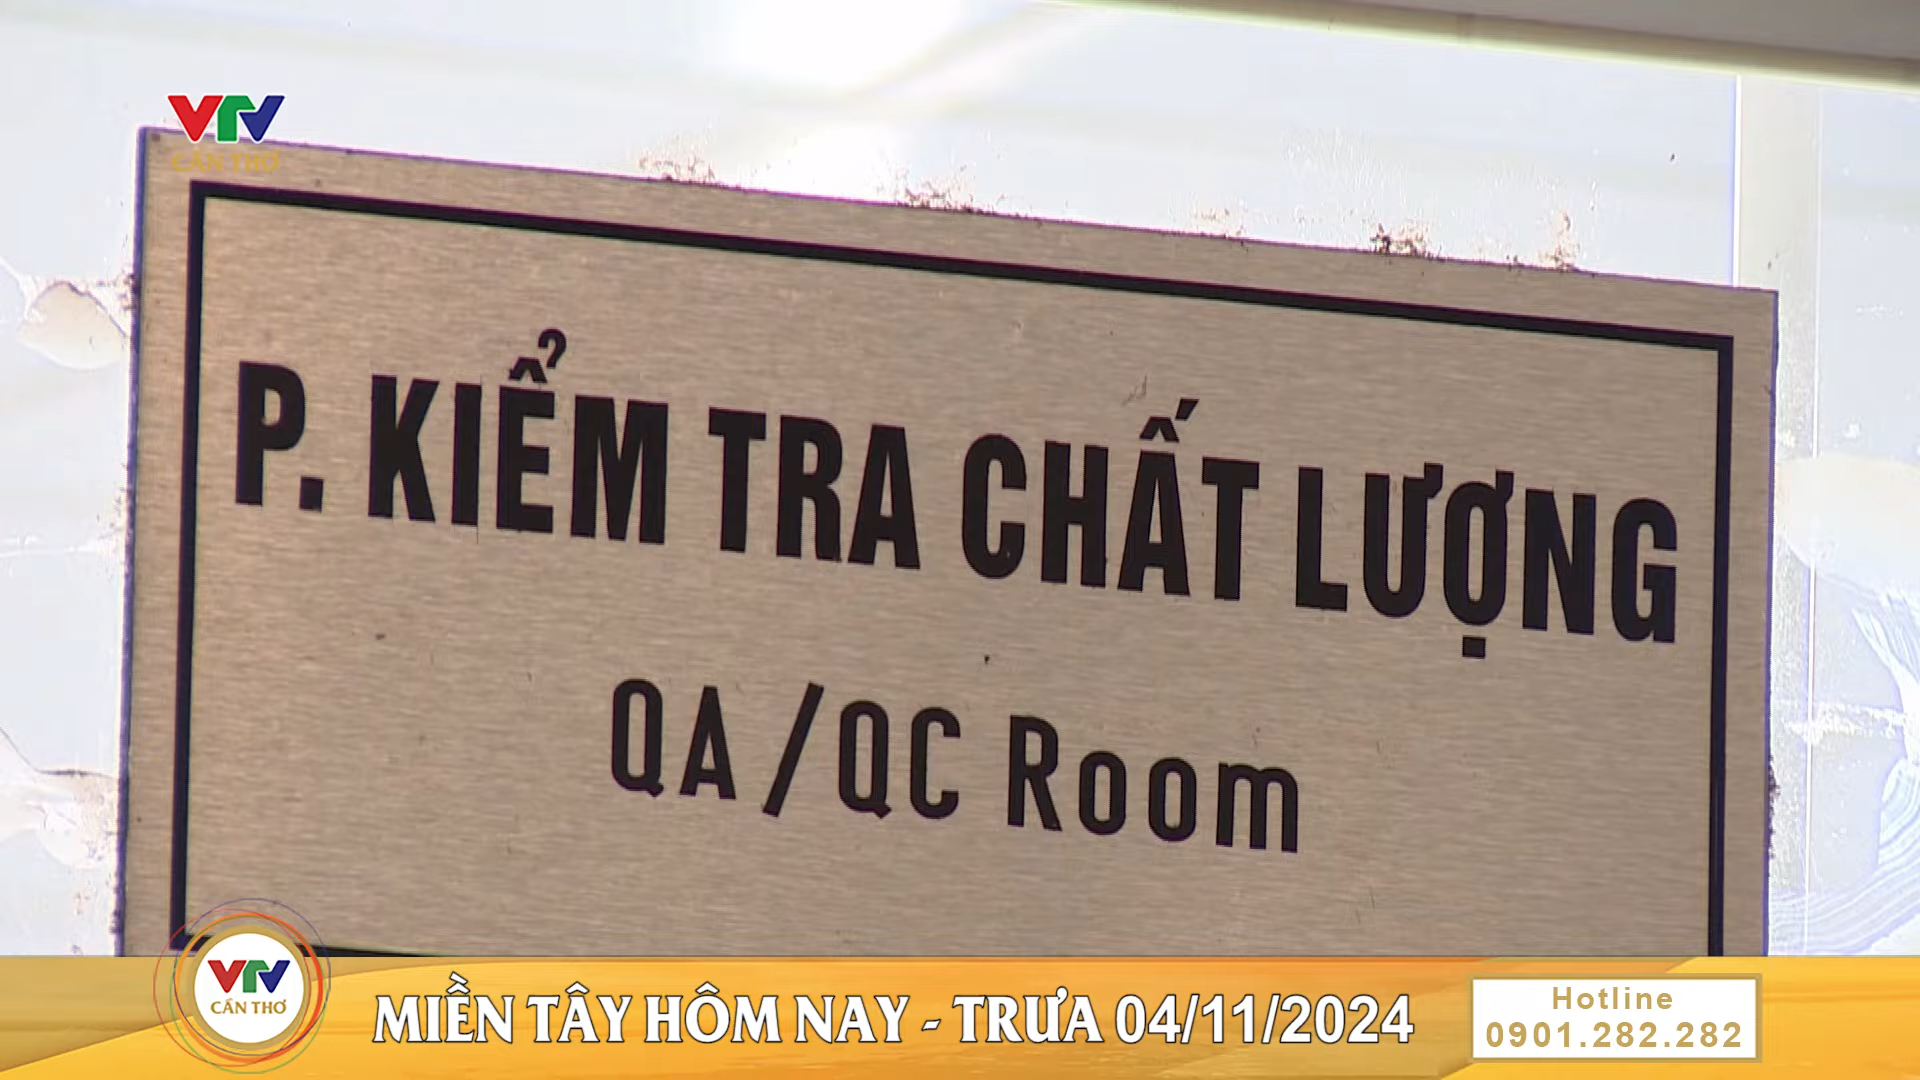 VTV
CẦN THƠ
P. KIỂM TRA CHẤT LƯỢNG
QA/QC Room
VTV
CẦN THƠ
MIỀN TÂY HÔM NAY - TRƯA 04/11/2024
Hotline
0901.282.282